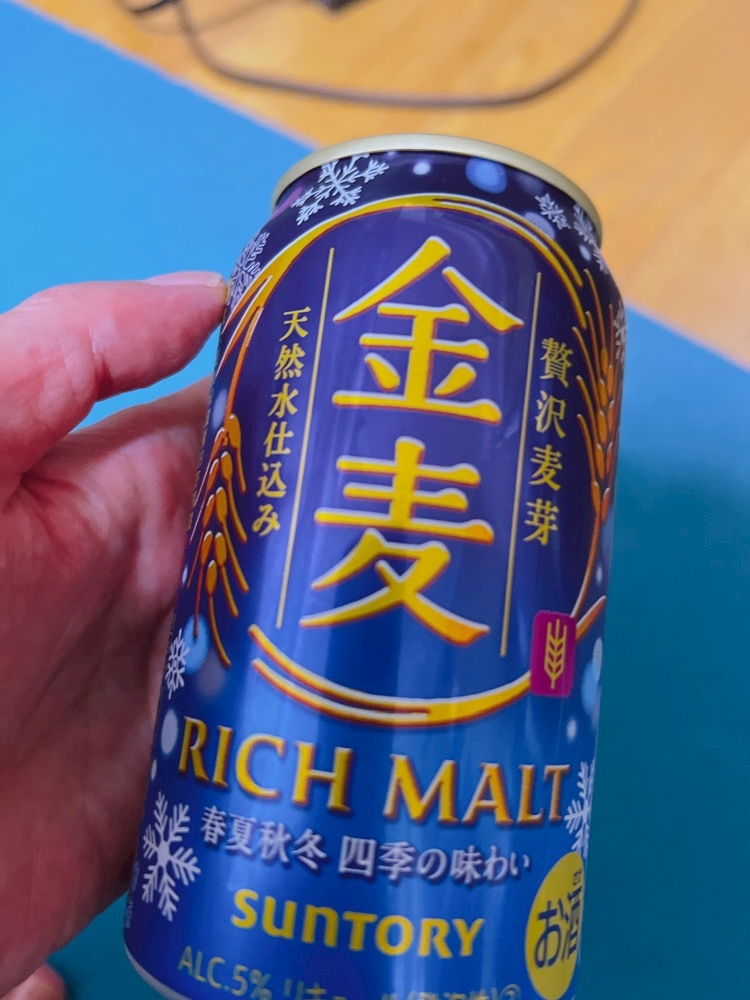 金麦
贅沢麦芽
天然水仕込み
RICH MALT
春夏秋冬 四季の味わい
SUNTORY
お酒
ALC.5%